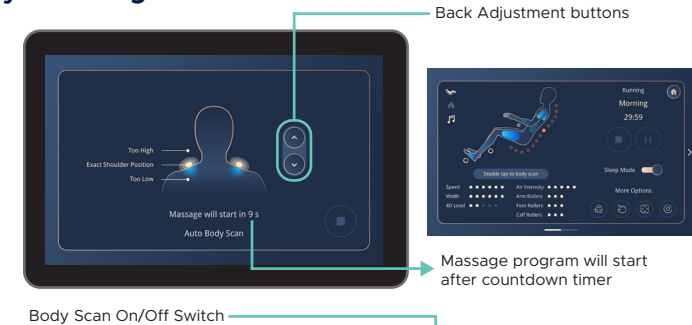 Back Adjustment buttons
Too High
Exact Shoulder Position
Too Low
Massage will start in 9 s
Auto Body Scan
Running
Morning
29:59
Double tap to body scan
Sleep Mode
Speed
Air Intensity
Width
Arm Rollers
4D Level
Foot Rollers
Calf Rollers
More Options
Massage program will start
after countdown timer
Body Scan On/Off Switch